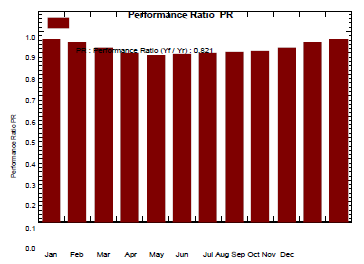 Performance Ratio PR
PR : Performance Ratio (Yf / Yr) : 0.821
1.0
0.9
0.8
0.7
0.6
0.5
0.4
0.3
0.2
0.1
0.0
Performance Ratio PR
Jan Feb Mar Apr May Jun Jul Aug Sep Oct Nov Dec